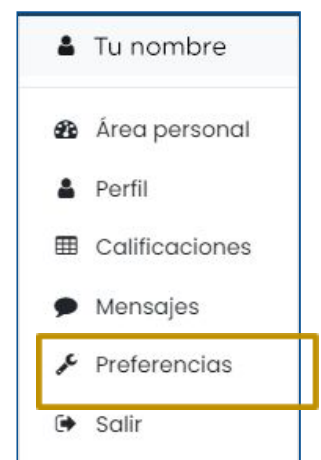 Tu nombre
Área personal
Perfil
Calificaciones
Mensajes
Preferencias
Salir